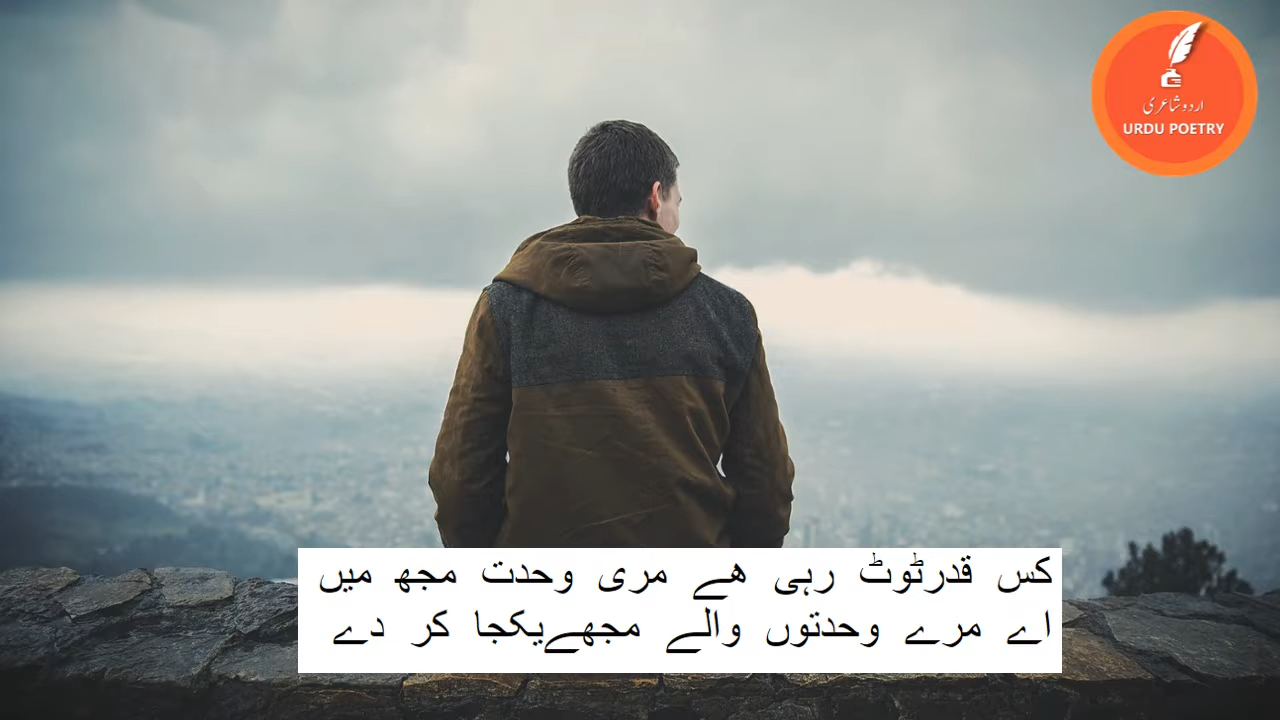 اردو شاعری
URDU POETRY
کس قدرٹوٹ رہی ھے مری وحدت مجھ میں
اے مرے وحدتوں والے مجھےیکجا کر دے